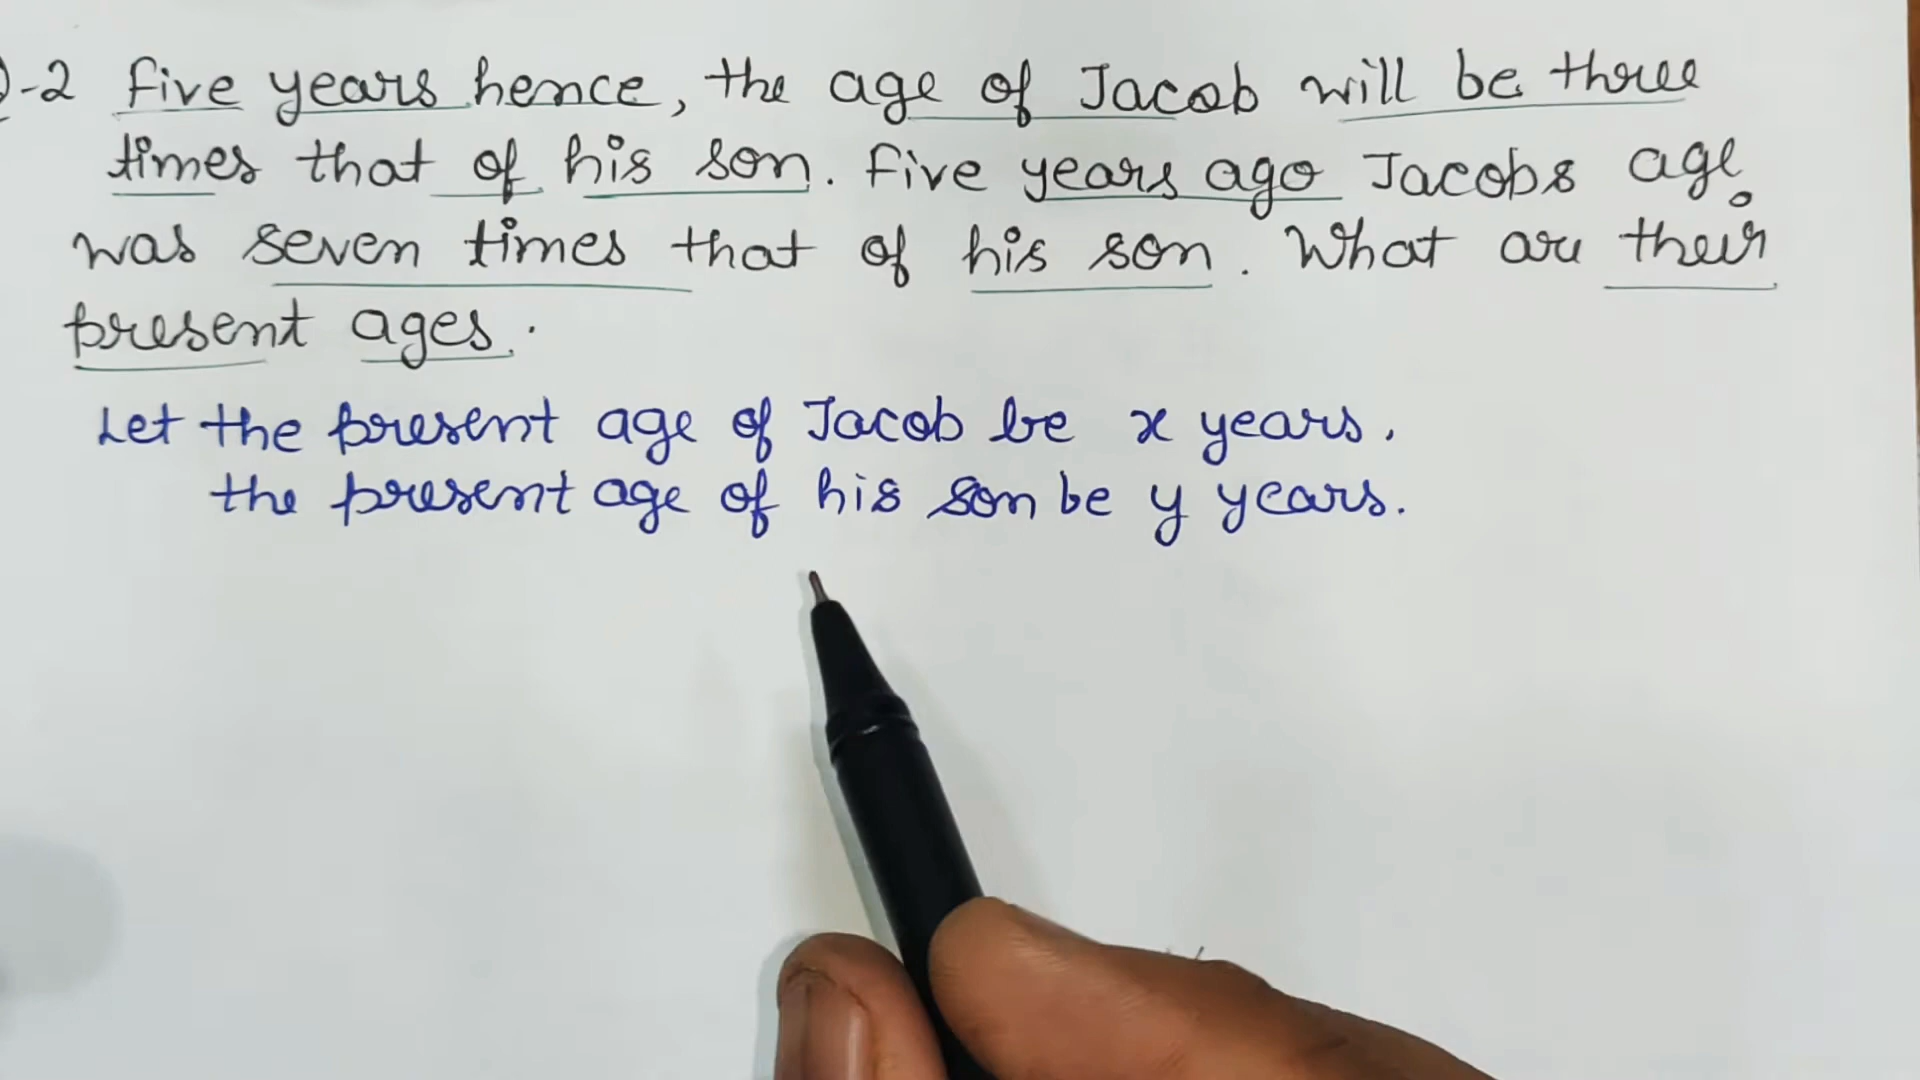 -2 Five years hence, the age of Jacob will be three
times that of his son. Five years ago Jacobs age
was seven times that of his son. What are their
present ages.
Let the present age of Jacob be x years.
the present age of his son be y years.